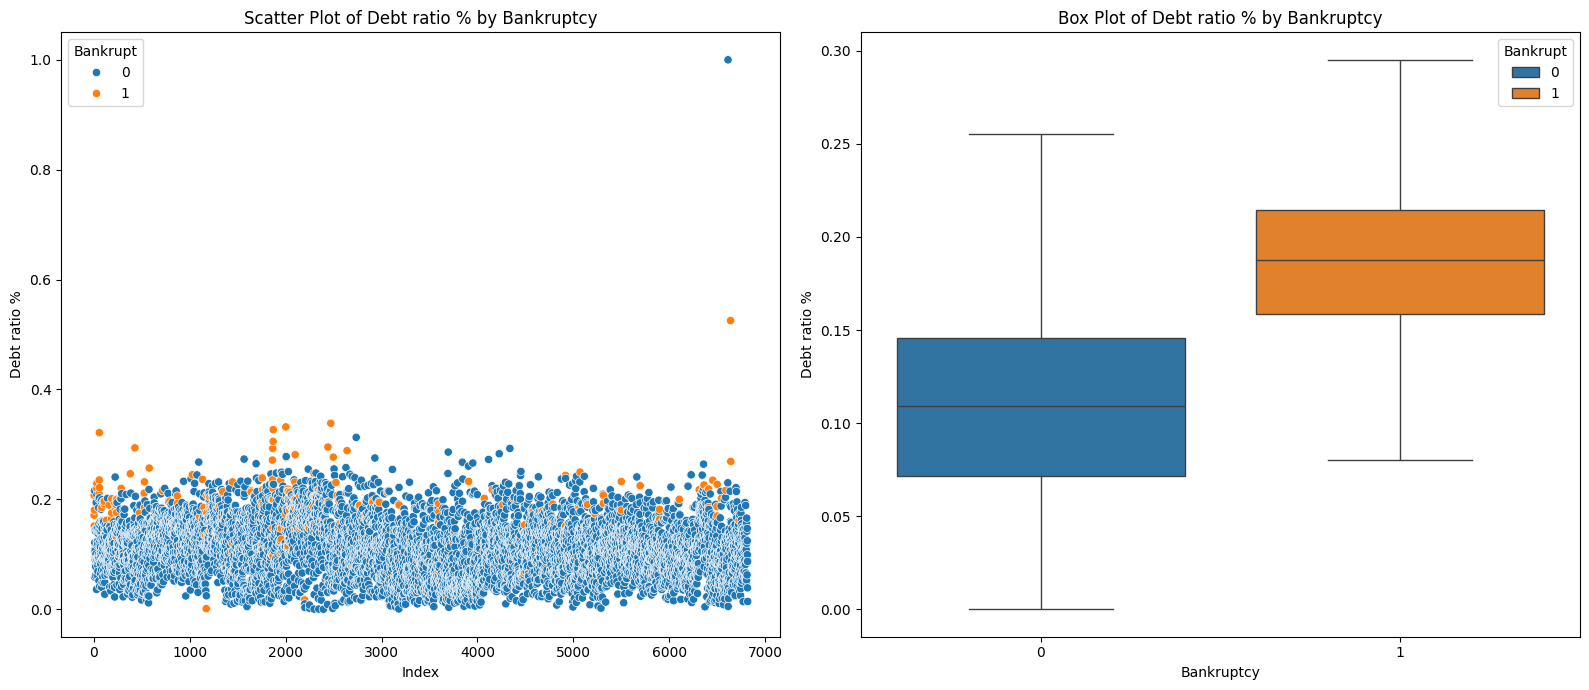 Scatter Plot of Debt ratio % by Bankruptcy
Bankrupt
0
1
1.0
0.8
0.6
0.4
0.2
0.0
Debt ratio %
0 1000 2000 3000 4000 5000 6000 7000
Index
Box Plot of Debt ratio % by Bankruptcy
Bankrupt
0
1
0.30
0.25
0.20
0.15
0.10
0.05
0.00
Debt ratio %
0 1
Bankruptcy